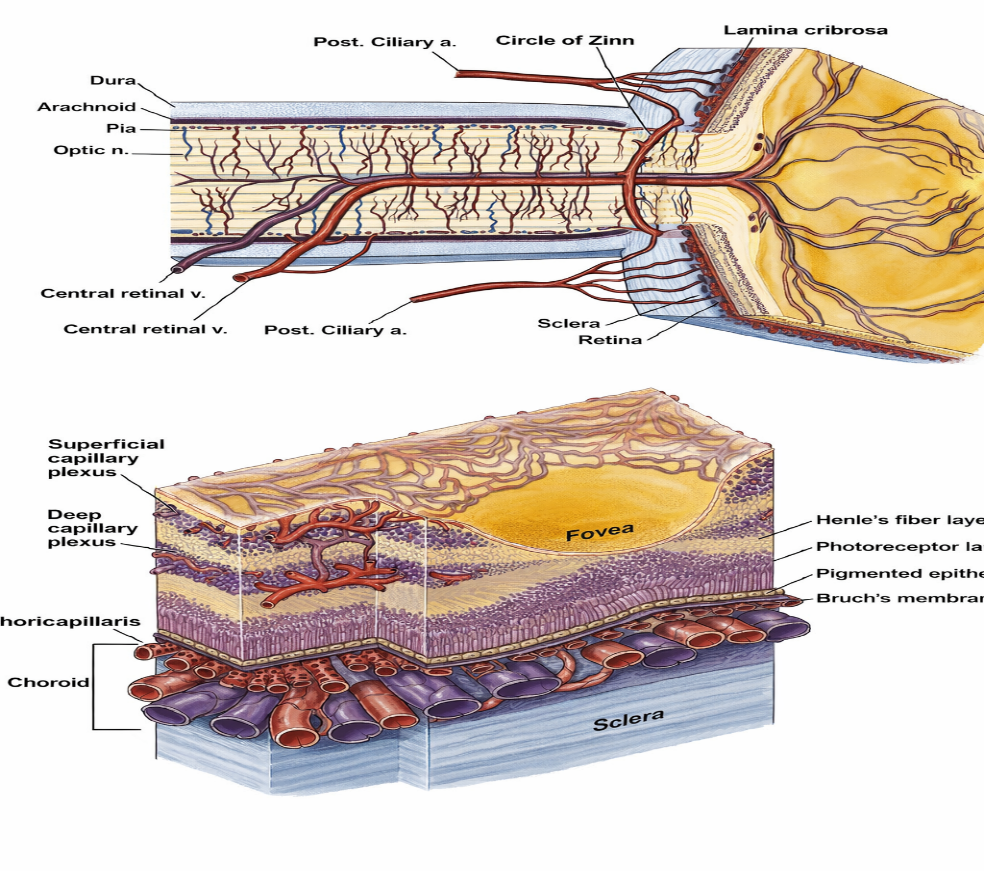 Lamina cribrosa
Post. Ciliary a.
Circle of Zinn
Dura
Arachnoid
Pia
Optic n.
Central retinal v.
Central retinal v.
Post. Ciliary a.
Sclera
Retina
Superficial
capillary
plexus
Deep
capillary
plexus
Fovea
Henle's fiber laye
Photoreceptor la
Pigmented epithe
Bruch's membran
horicapillaris
Choroid
Sclera